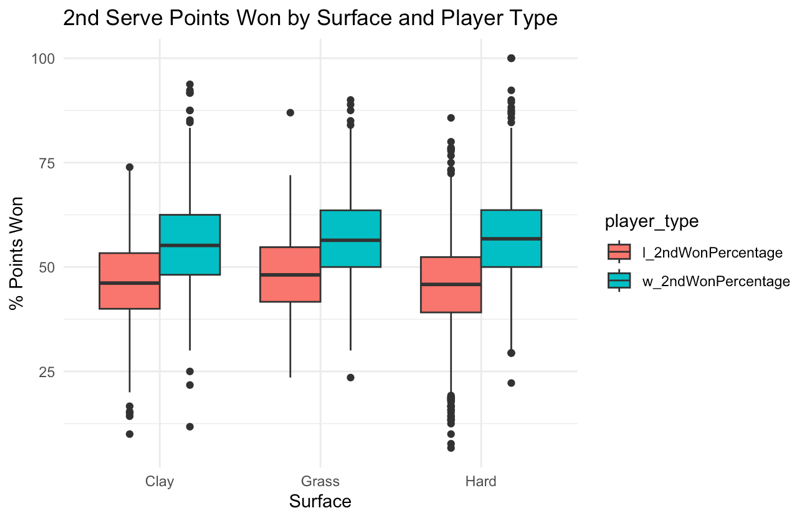 2nd Serve Points Won by Surface and Player Type
% Points Won
100
75
50
25
Clay
Grass
Hard
Surface
player_type
l_2ndWonPercentage
w_2ndWonPercentage